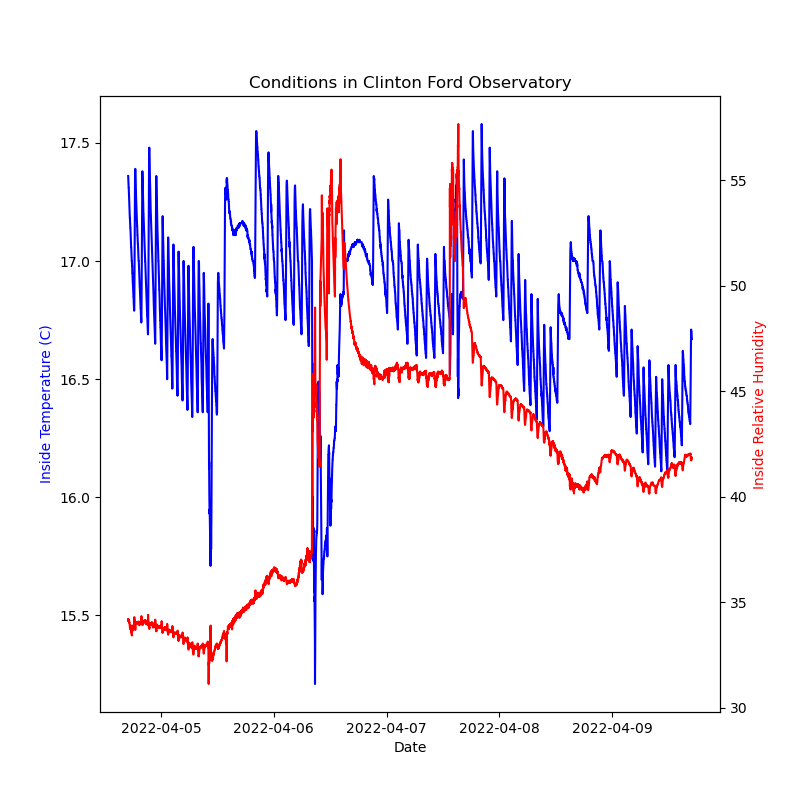 Conditions in Clinton Ford Observatory
17.5
17.0
16.5
16.0
15.5
Inside Temperature (C)
55
50
45
40
35
30
Inside Relative Humidity
2022-04-05 2022-04-06 2022-04-07 2022-04-08 2022-04-09
Date